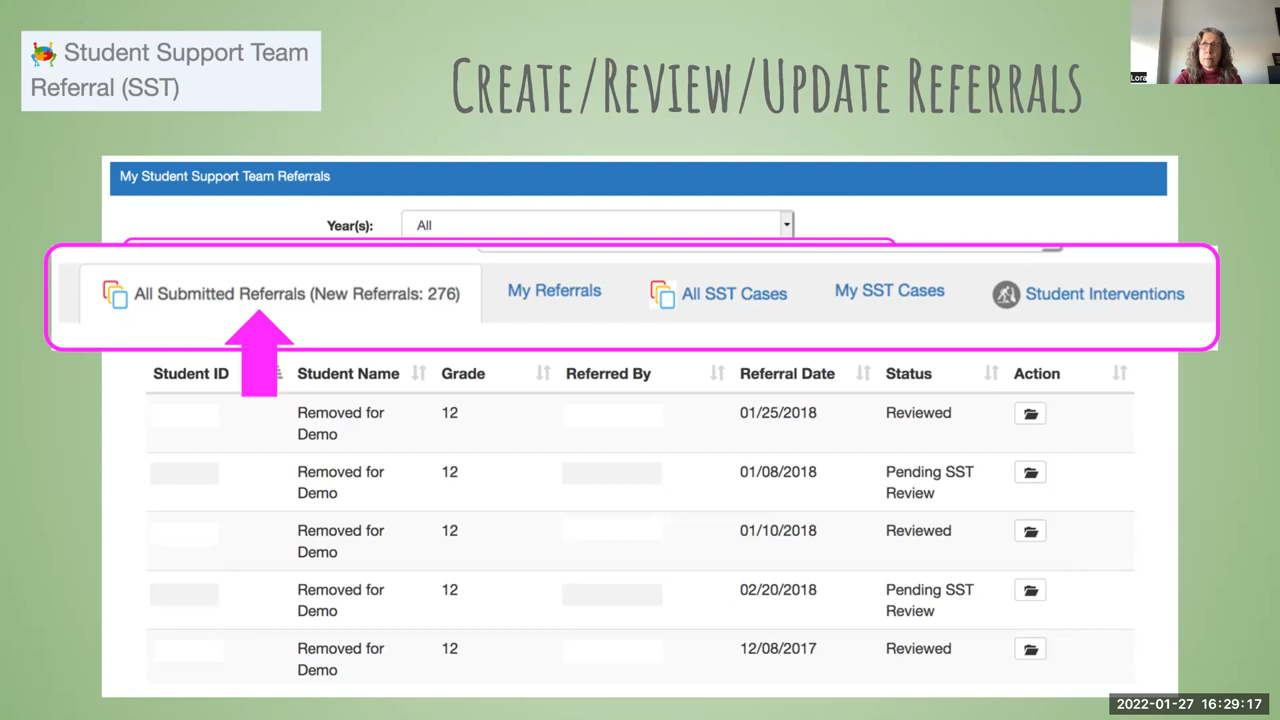 Student Support Team
Referral (SST)
Create/Review/Update Referrals
Lora
My Student Support Team Referrals
Year(s): All
All Submitted Referrals (New Referrals: 276) My Referrals All SST Cases My SST Cases Student Interventions
Student ID Student Name Grade Referred By Referral Date Status Action
Removed for 12 01/25/2018 Reviewed
Demo
Removed for 12 01/08/2018 Pending SST
Demo Review
Removed for 12 01/10/2018 Reviewed
Demo
Removed for 12 02/20/2018 Pending SST
Demo Review
Removed for 12 12/08/2017 Reviewed
Demo
2022-01-27 16:29:17